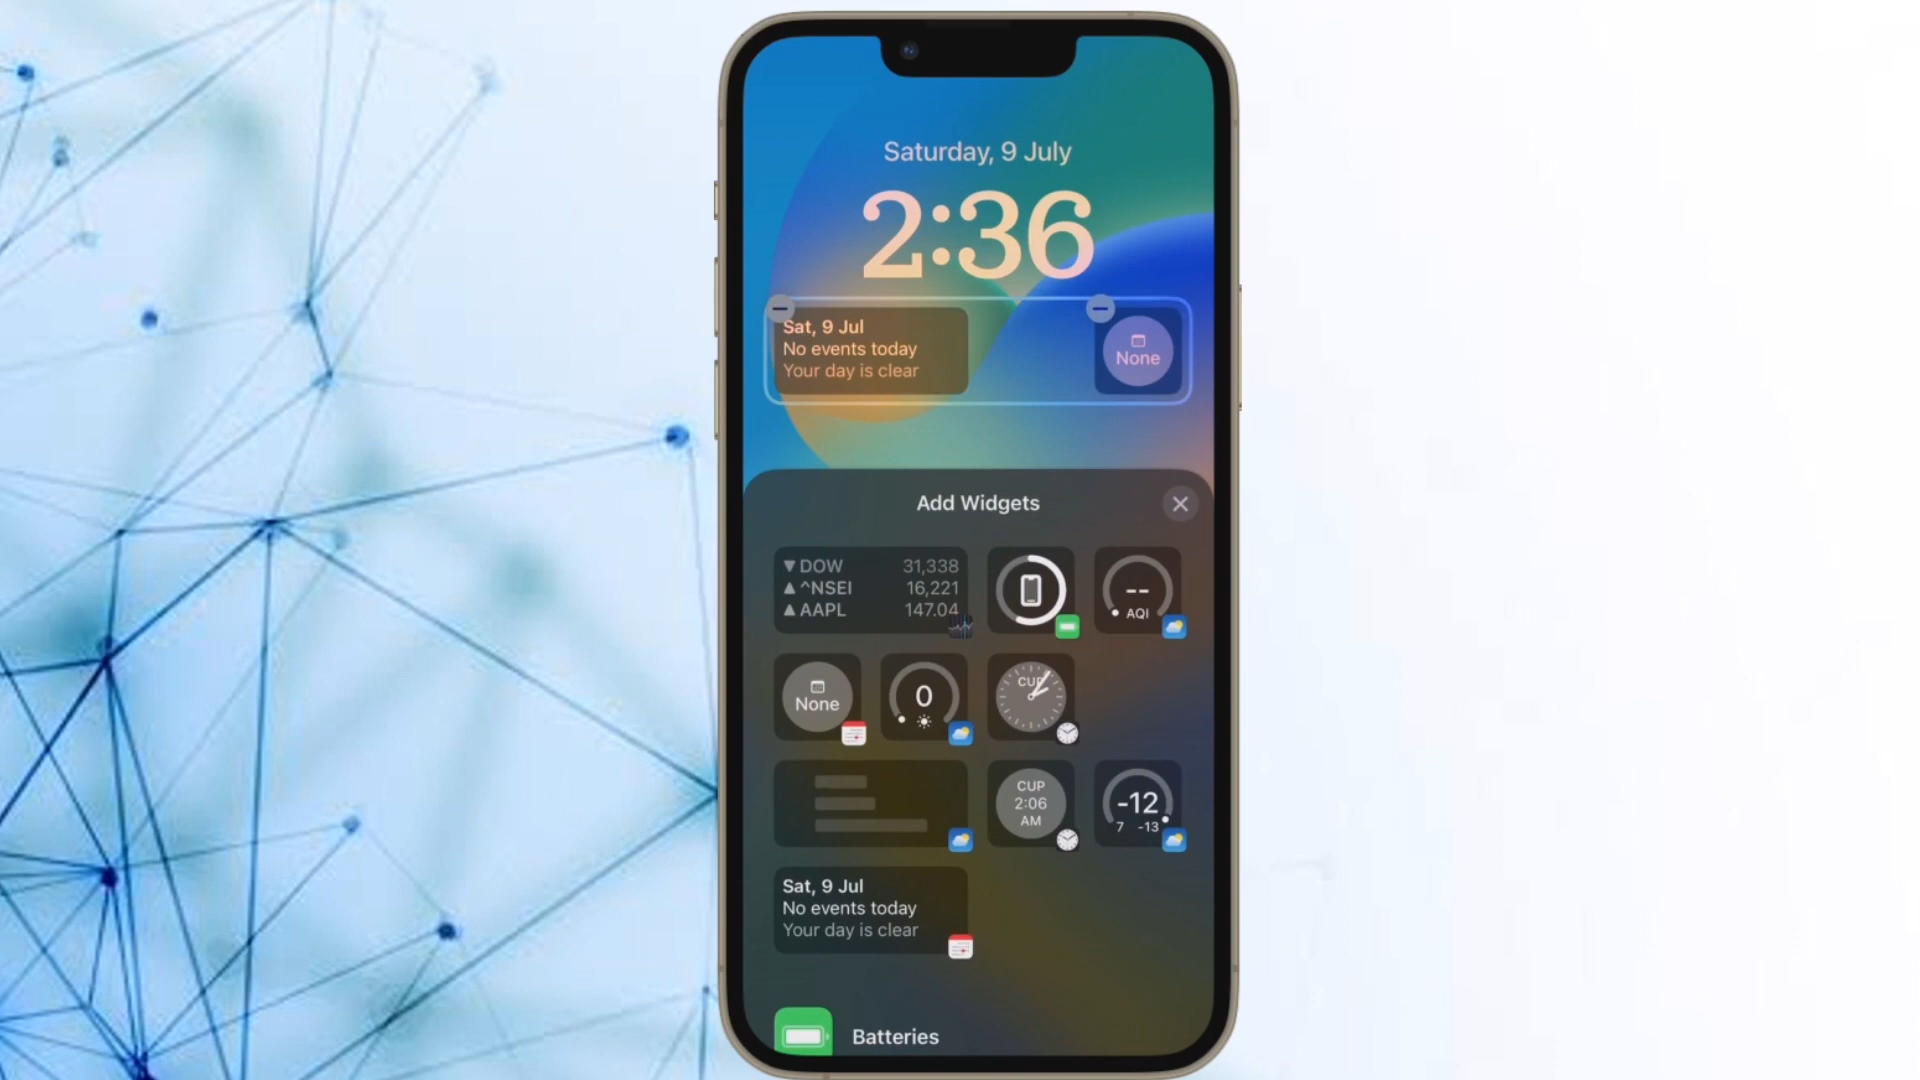 Saturday, 9 July
2:36
Sat, 9 Jul
No events today
Your day is clear
None
Add Widgets
▼ DOW 31,338
▲ ^NSEI 16,221
▲ AAPL 147.04
-- 
AQI
None
0
CUP
CUP
2:06
AM
-12
7 -13
Sat, 9 Jul
No events today
Your day is clear
Batteries